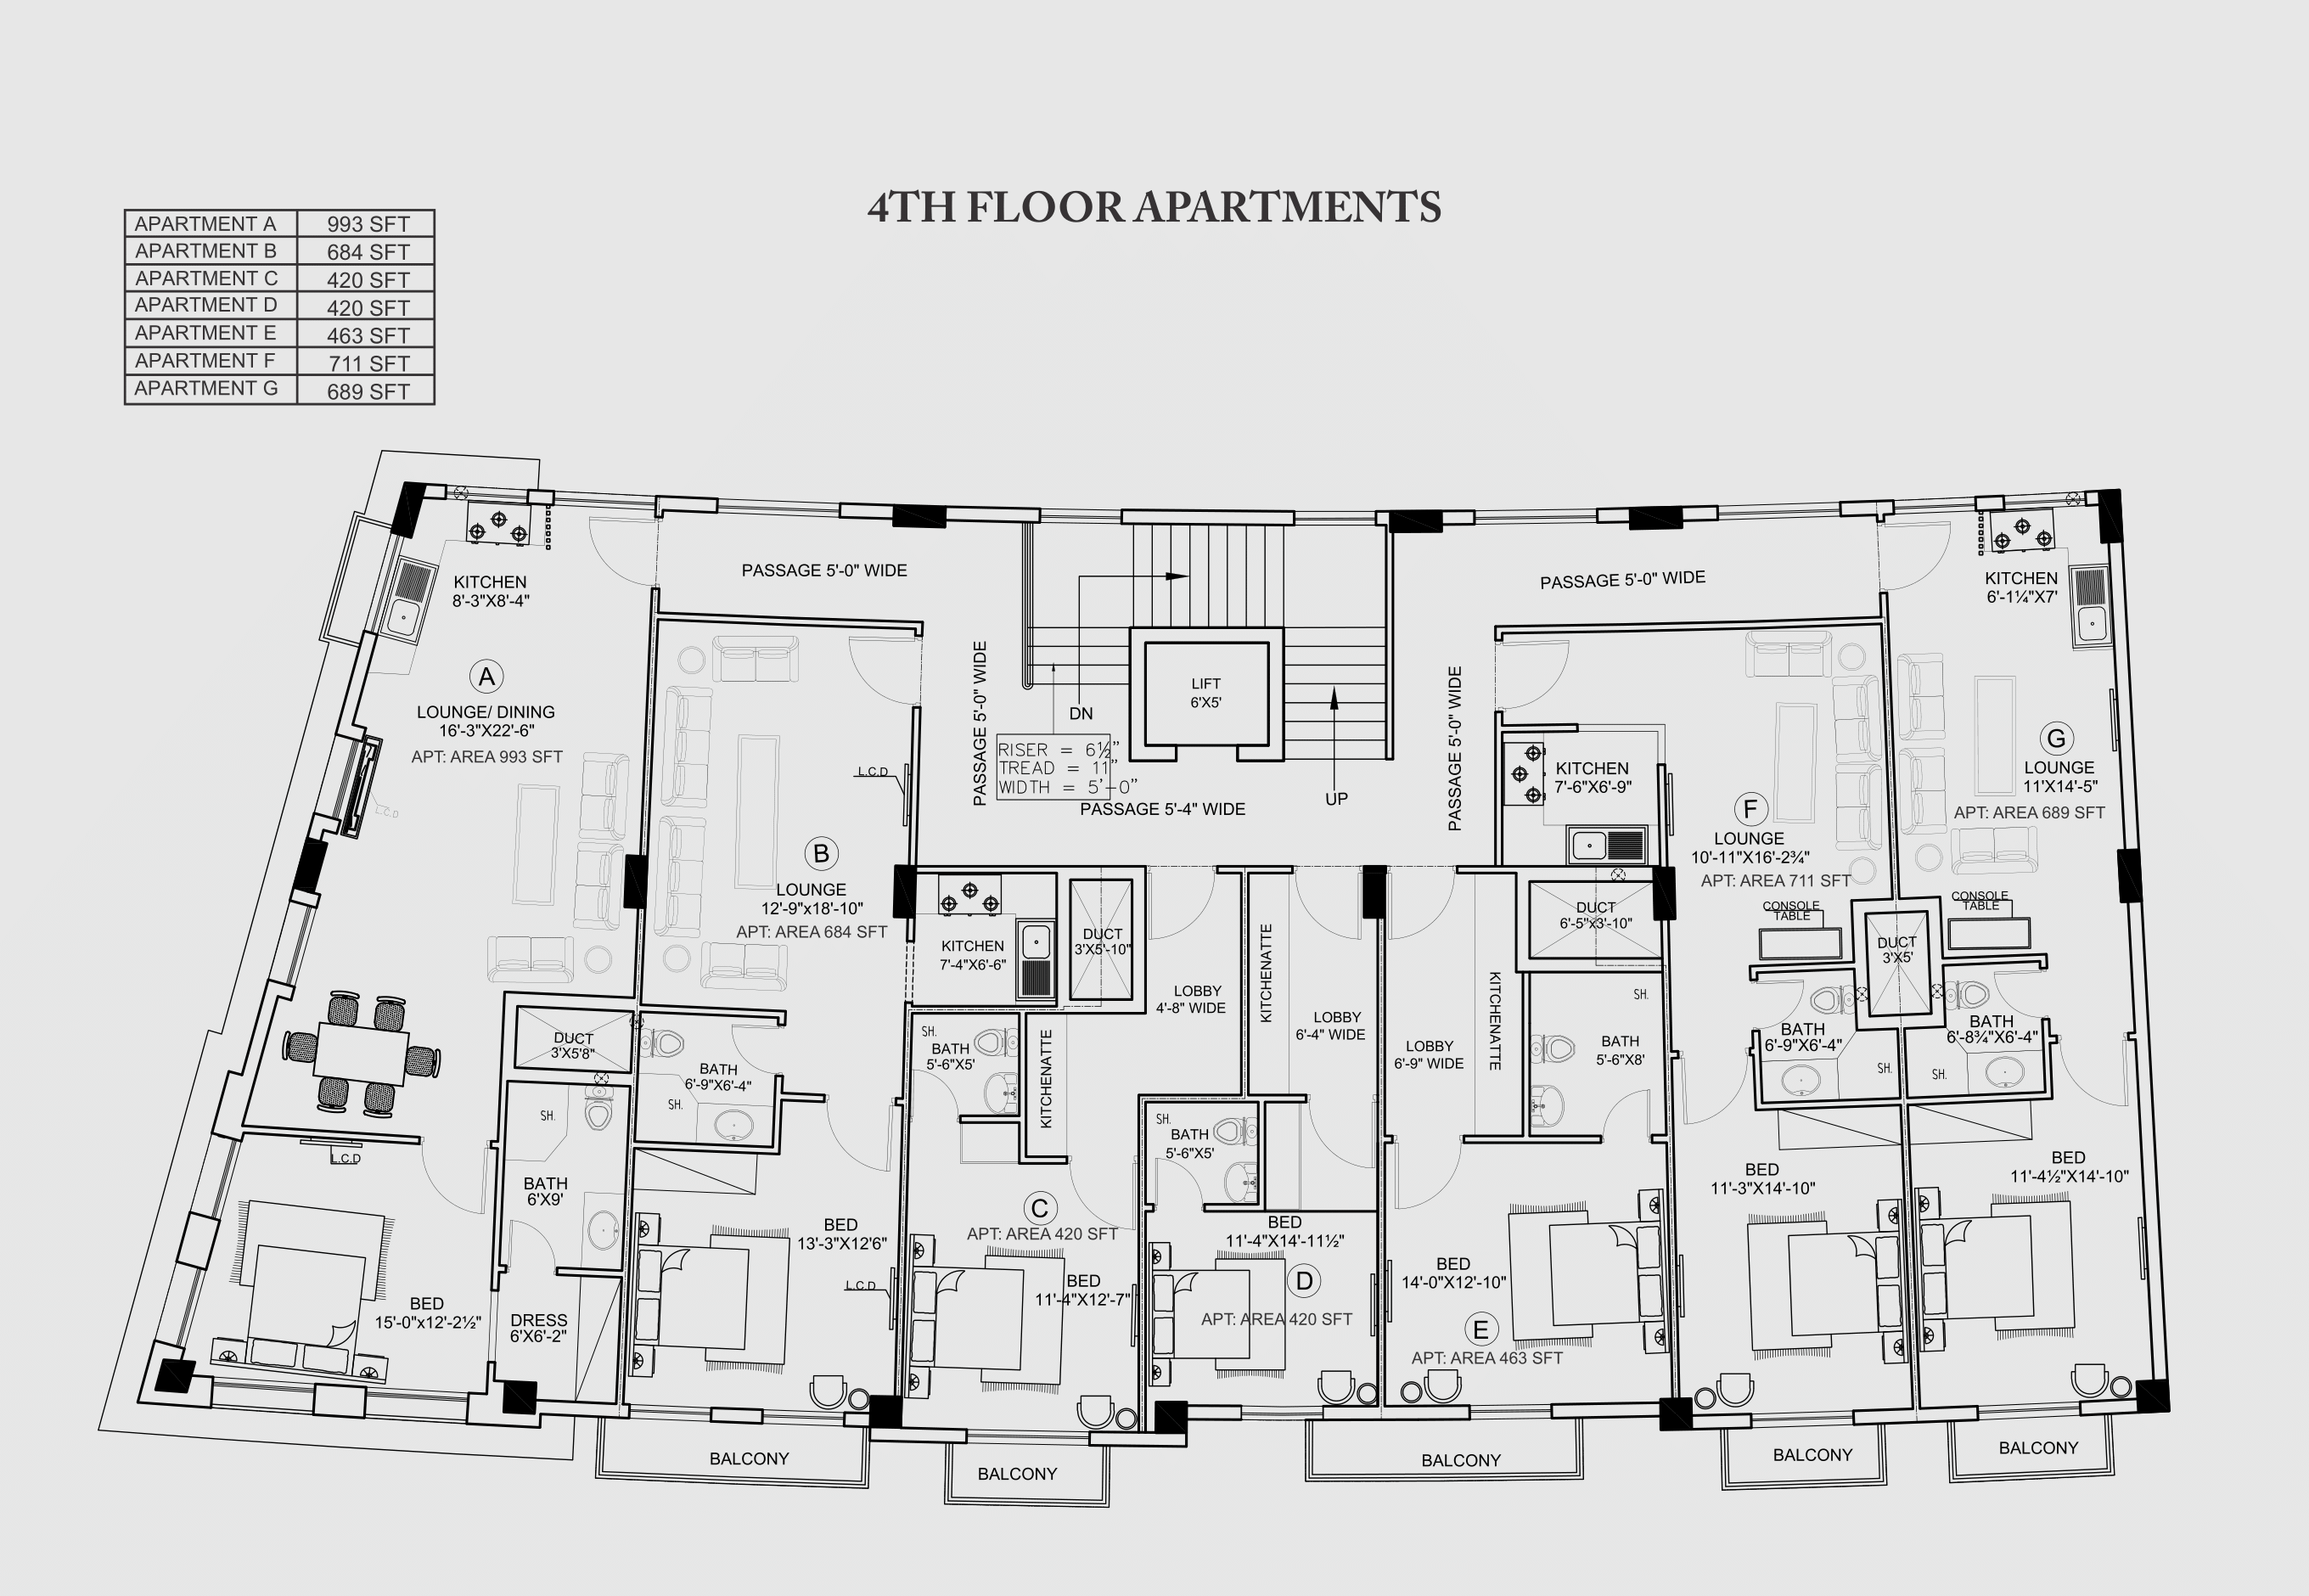 4TH FLOOR APARTMENTS
APARTMENT A 993 SFT
APARTMENT B 684 SFT
APARTMENT C 420 SFT
APARTMENT D 420 SFT
APARTMENT E 463 SFT
APARTMENT F 711 SFT
APARTMENT G 689 SFT
KITCHEN
8'-3"X8'-4"
A
LOUNGE/ DINING
16'-3"X22'-6"
APT: AREA 993 SFT
L.C.D
DUCT
3'X5'8"
SH.
BATH
6'X9'
L.C.D
BED
15'-0"x12'-2½"
DRESS
6'X6'-2"
PASSAGE 5'-0" WIDE
B
LOUNGE
12'-9"x18'-10"
APT: AREA 684 SFT
L.C.D
BATH
6'-9"X6'-4"
SH.
BED
13'-3"X12'6"
L.C.D
BALCONY
KITCHEN
7'-4"X6'-6"
PASSAGE 5'-0" WIDE
DN
RISER = 6½"
TREAD = 11"
WIDTH = 5'-0"
LIFT
6'X5'
UP
PASSAGE 5'-4" WIDE
PASSAGE 5'-0" WIDE
PASSAGE 5'-0" WIDE
DUCT
3'X5'-10"
SH.
BATH
5'-6"X5'
KITCHENATTE
LOBBY
4'-8" WIDE
C
APT: AREA 420 SFT
BED
11'-4"X12'-7"
BALCONY
KITCHENATTE
LOBBY
6'-4" WIDE
SH.
BATH
5'-6"X5'
BED
11'-4"X14'-11½"
D
APT: AREA 420 SFT
LOBBY
6'-9" WIDE
KITCHENATTE
SH.
BATH
5'-6"X8'
BED
14'-0"X12'-10"
E
APT: AREA 463 SFT
BALCONY
KITCHEN
7'-6"X6'-9"
DUCT
6'-5"x3'-10"
F
LOUNGE
10'-11"X16'-2¾"
APT: AREA 711 SFT
CONSOLE
TABLE
BATH
6'-9"X6'-4"
SH.
BED
11'-3"X14'-10"
BALCONY
DUCT
3'X5'
KITCHEN
6'-1¼"X7'
G
LOUNGE
11'X14'-5"
APT: AREA 689 SFT
CONSOLE
TABLE
BATH
6'-8¾"X6'-4"
SH.
BED
11'-4½"X14'-10"
BALCONY